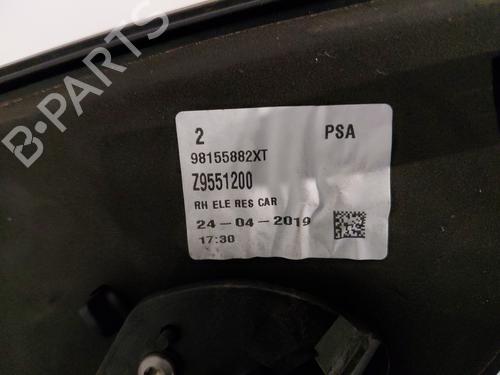 B-PARTS
2 PSA
98155882XT
Z9551200
RH ELE RES CAR
24-04-2019
17:30